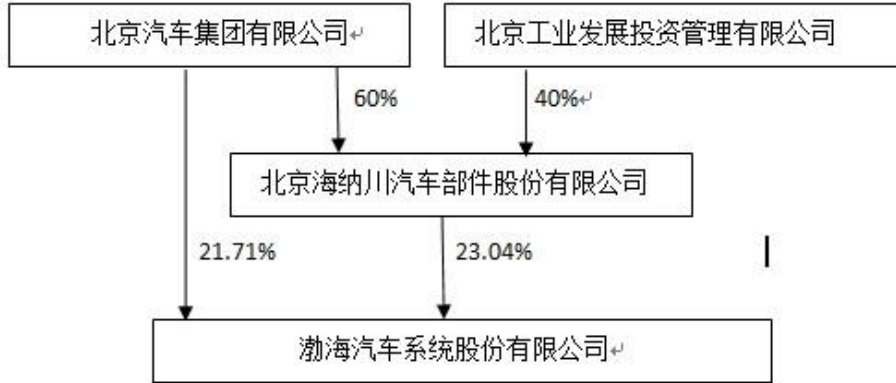 北京汽车集团有限公司
北京工业发展投资管理有限公司
60%
40%
北京海纳川汽车部件股份有限公司
21.71%
23.04%
渤海汽车系统股份有限公司